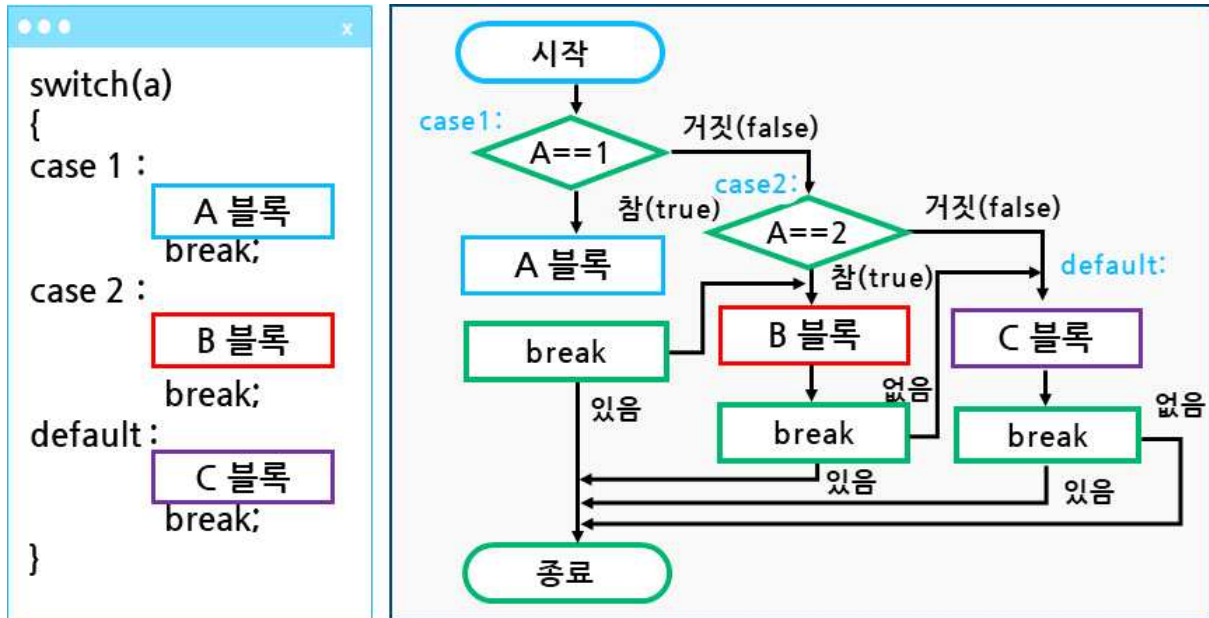 x
switch(a)
{
case 1 :
A 블록
break;
case 2 :
B 블록
break;
default :
C 블록
break;
}
시작
case1:
A==1
거짓(false)
참(true)
case2:
A==2
거짓(false)
A 블록
참(true)
default:
break
B 블록
C 블록
있음
없음
없음
break
break
있음
있음
종료